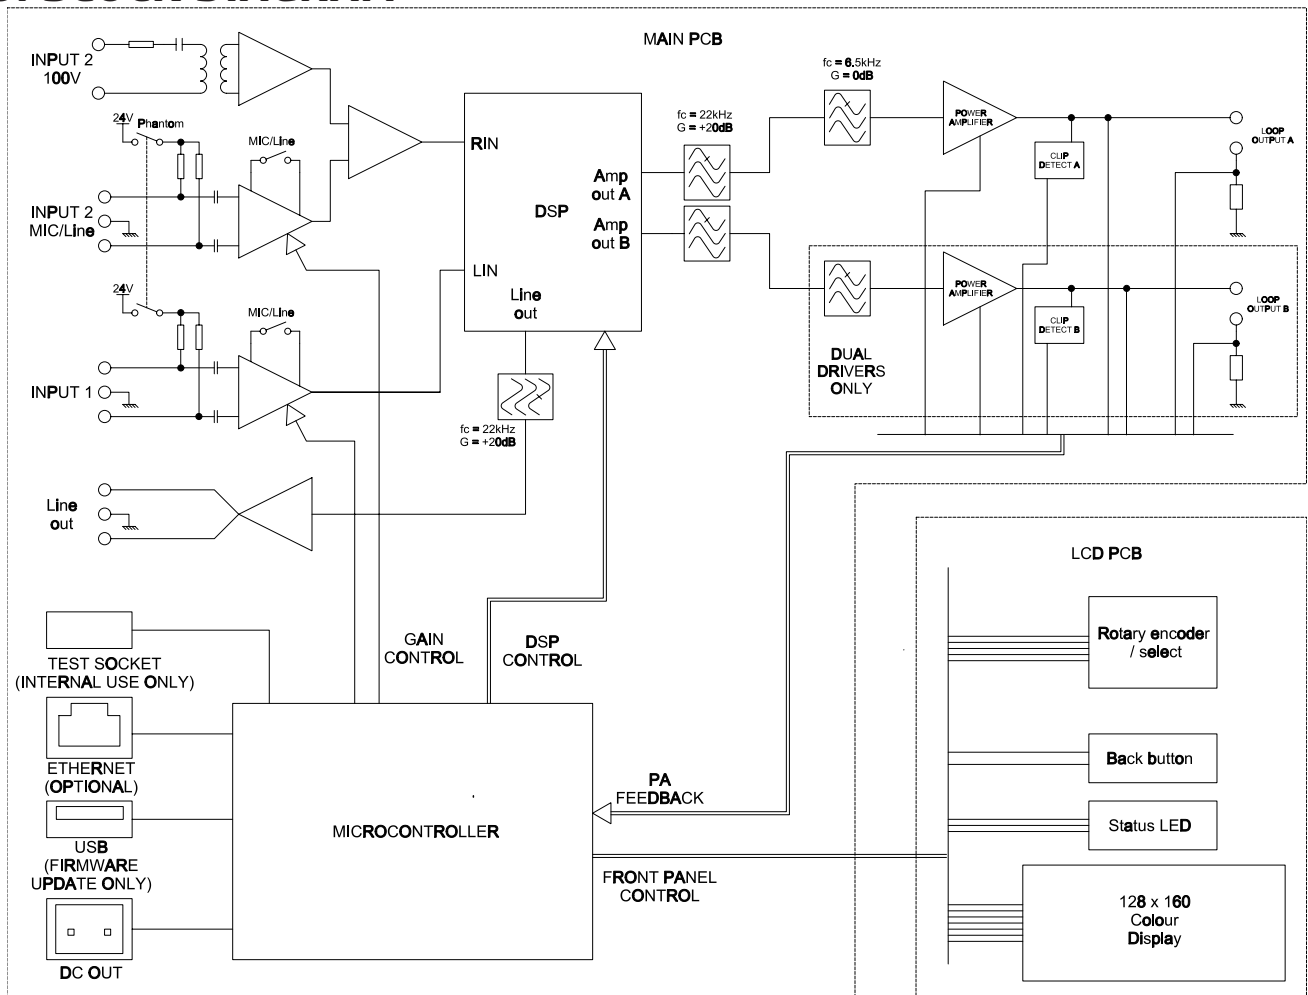 MAIN PCB
INPUT 2
100V
24V
Phantom
MIC/Line
INPUT 2
MIC/Line
24V
MIC/Line
INPUT 1
Line
out
RIN
LIN
DSP
Amp
out A
Amp
out B
Line
out
fc = 22kHz
G = +20dB
fc = 22kHz
G = +20dB
fc = 6.5kHz
G = 0dB
POWER
AMPLIFIER
CLIP
DETECT A
LOOP
OUTPUT A
POWER
AMPLIFIER
CLIP
DETECT B
LOOP
OUTPUT B
DUAL
DRIVERS
ONLY
TEST SOCKET
(INTERNAL USE ONLY)
ETHERNET
(OPTIONAL)
USB
(FIRMWARE
UPDATE ONLY)
DC OUT
GAIN
CONTROL
DSP
CONTROL
MICROCONTROLLER
PA
FEEDBACK
FRONT PANEL
CONTROL
LCD PCB
Rotary encoder
/ select
Back button
Status LED
128 x 160
Colour
Display